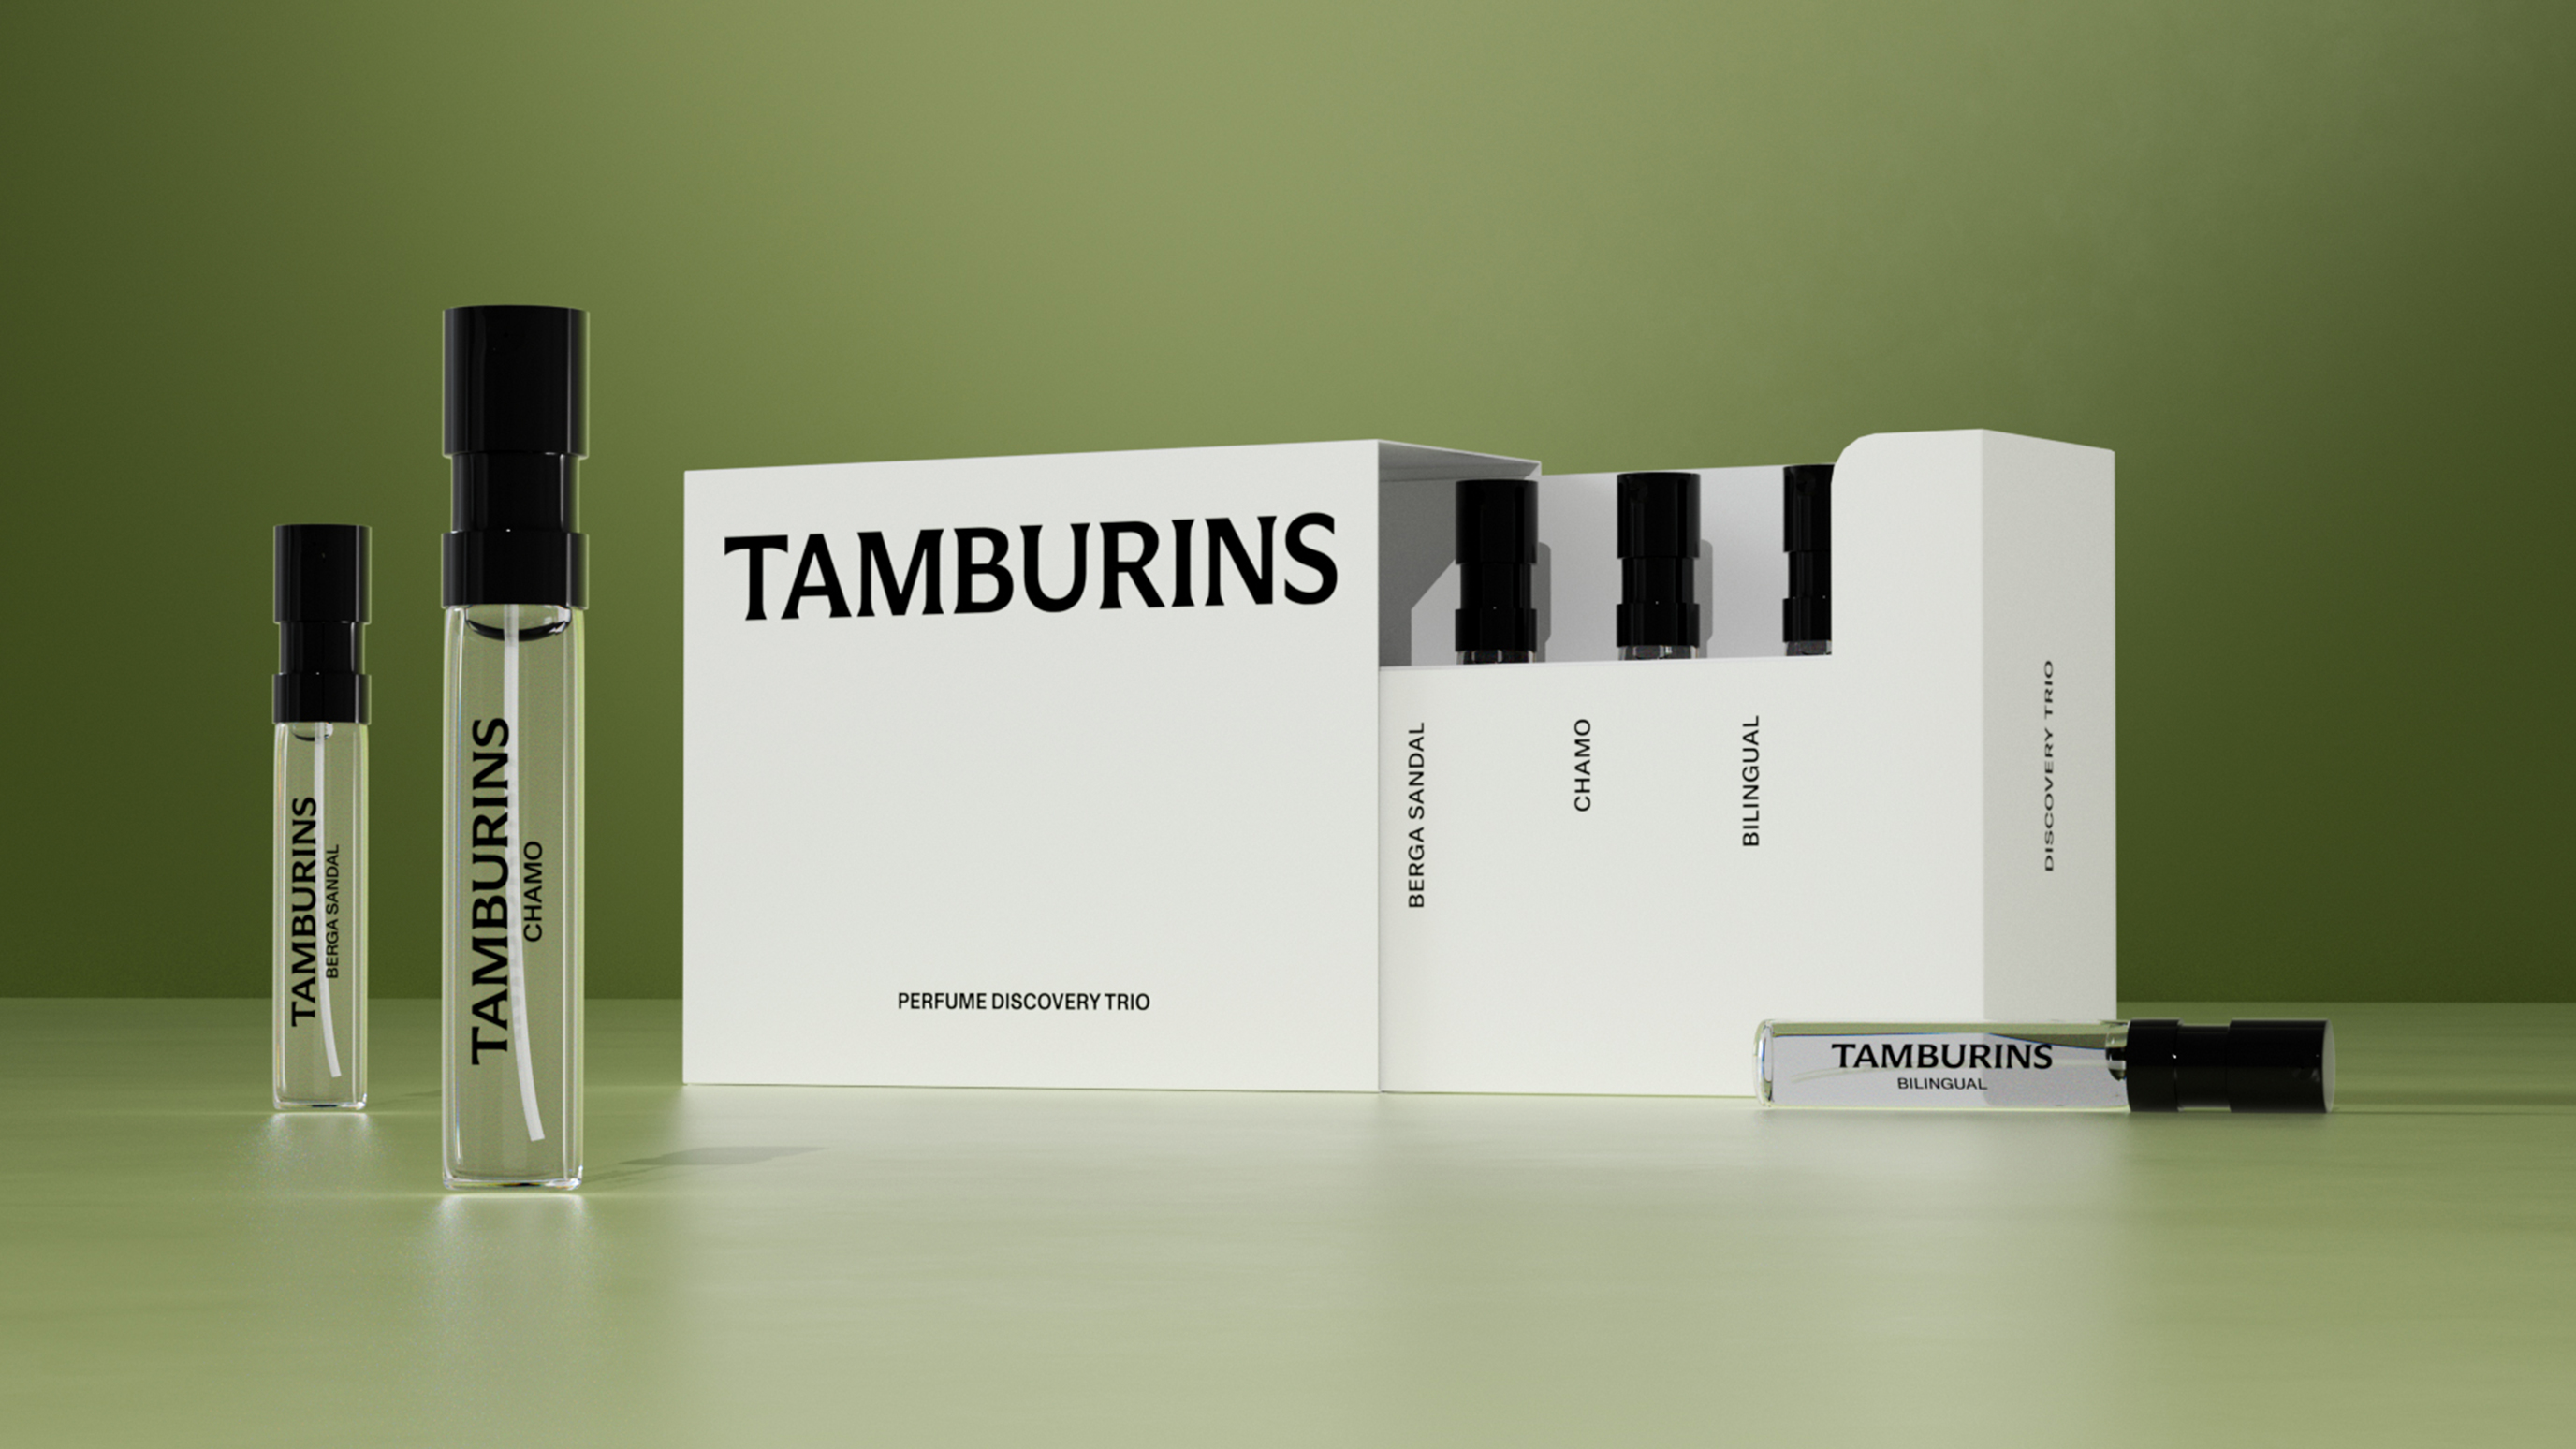 TAMBURINS
BERGA SANDAL
TAMBURINS
CHAMO
TAMBURINS
PERFUME DISCOVERY TRIO
BERGA SANDAL
CHAMO
BILINGUAL
DISCOVERY TRIO
TAMBURINS
BILINGUAL